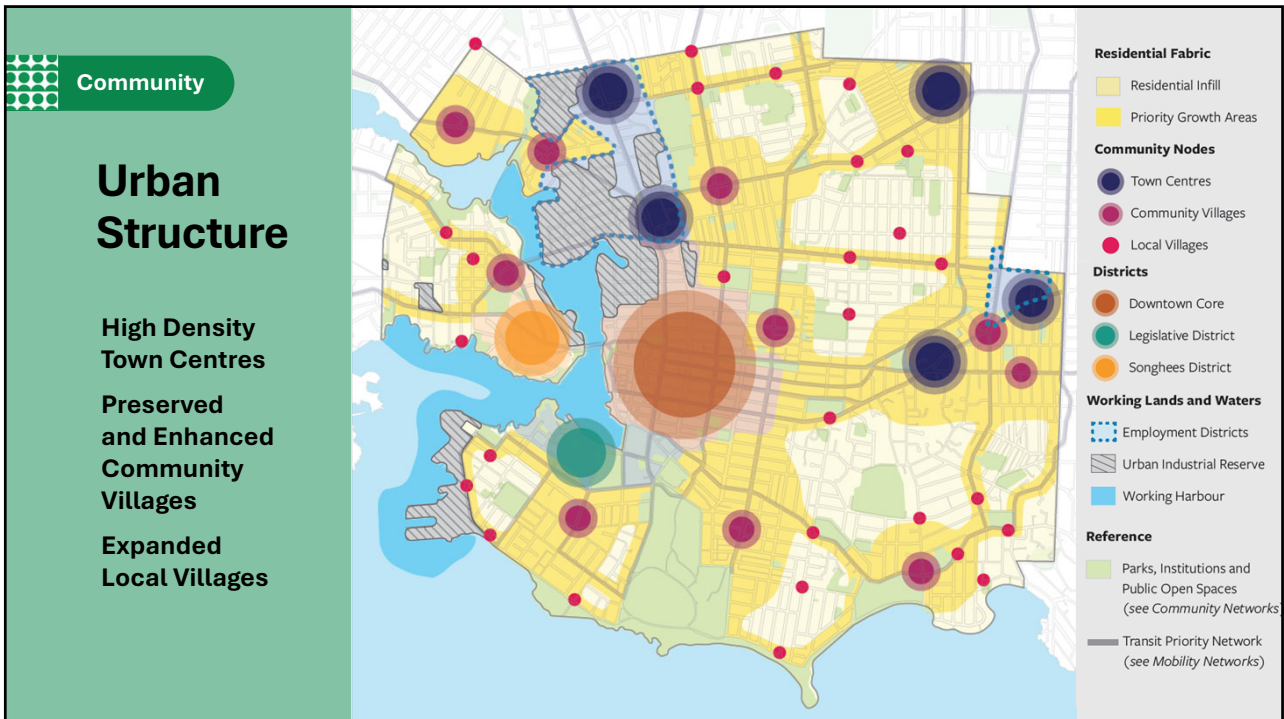 Community
Urban
Structure
High Density
Town Centres
Preserved
and Enhanced
Community
Villages
Expanded
Local Villages
Residential Fabric
Residential Infill
Priority Growth Areas
Community Nodes
Town Centres
Community Villages
Local Villages
Districts
Downtown Core
Legislative District
Songhees District
Working Lands and Waters
Employment Districts
Urban Industrial Reserve
Working Harbour
Reference
Parks, Institutions and
Public Open Spaces
(see Community Networks
Transit Priority Network
(see Mobility Networks)